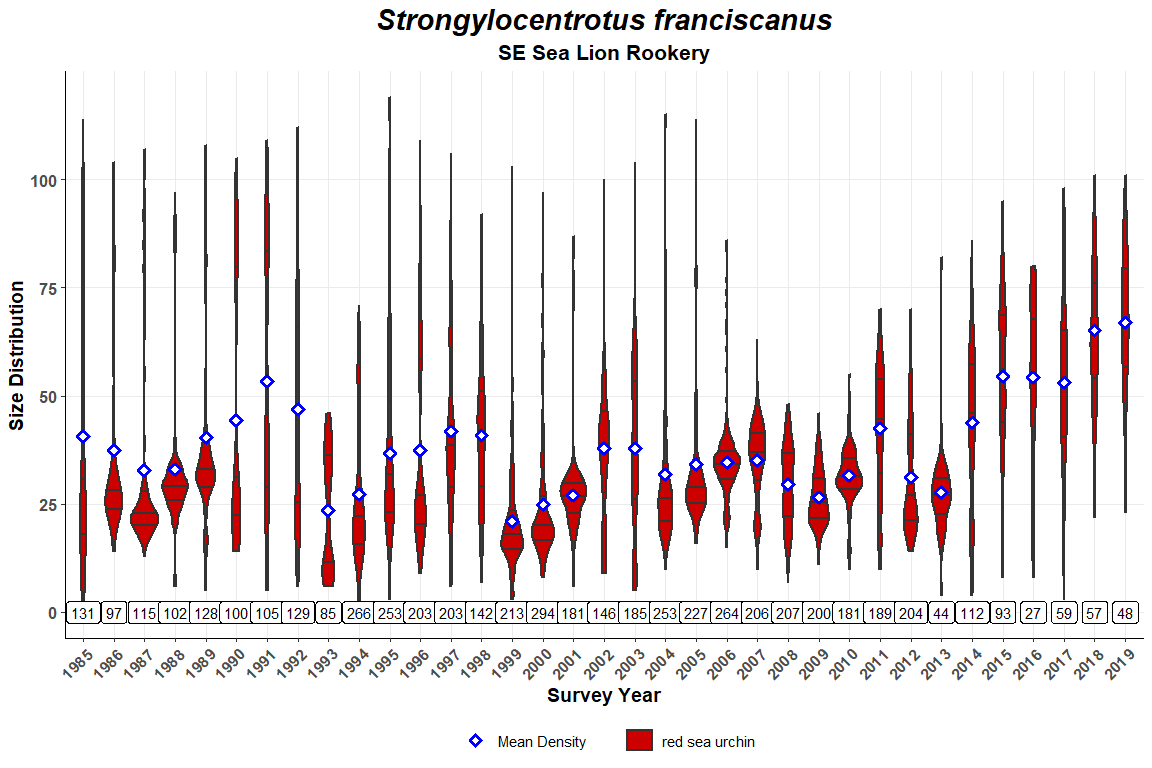 Strongylocentrotus franciscanus
SE Sea Lion Rookery
Size Distribution
100
75
50
25
0
131 97 115 102 128 100 105 129 85 266 253 203 203 142 213 294 181 146 185 253 227 264 206 207 200 181 189 204 44 112 93 27 59 57 48
1985 1986 1987 1988 1989 1990 1991 1992 1993 1994 1995 1996 1997 1998 1999 2000 2001 2002 2003 2004 2005 2006 2007 2008 2009 2010 2011 2012 2013 2014 2015 2016 2017 2018 2019
Survey Year
Mean Density red sea urchin